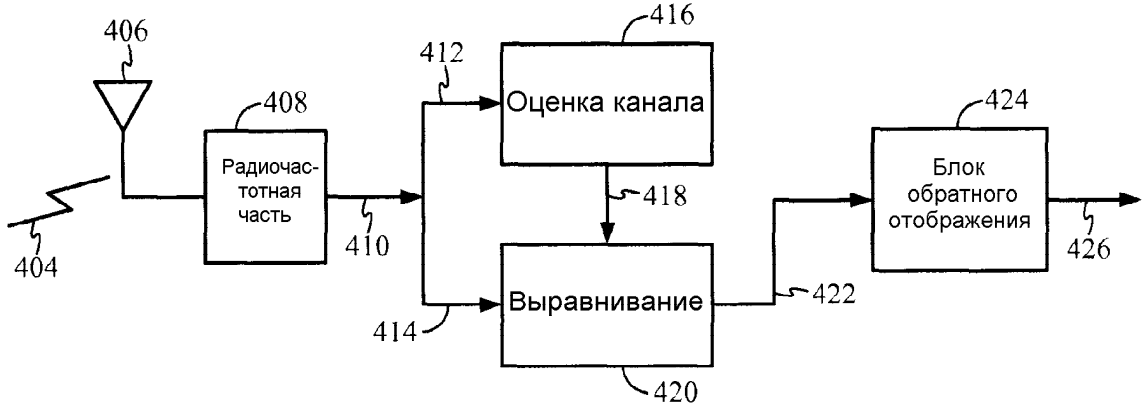 406
408
Радиочас-
тотная
часть
404
410
412
414
416
Оценка канала
418
Выравнивание
420
422
424
Блок
обратного
отображения
426